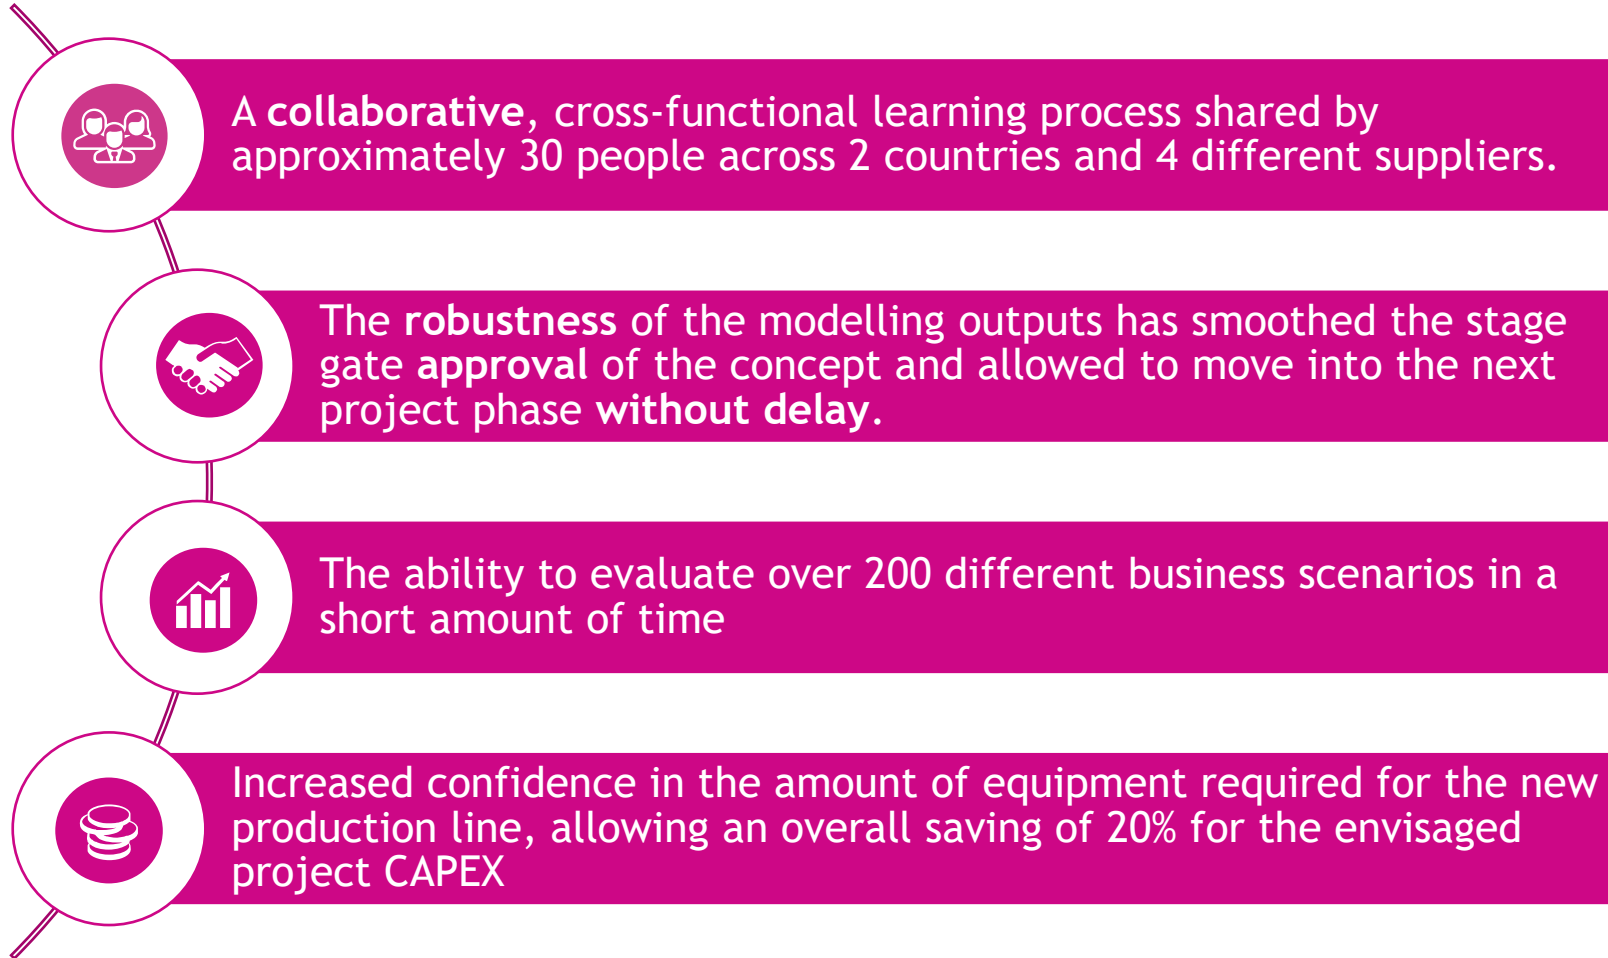 A collaborative, cross-functional learning process shared by
approximately 30 people across 2 countries and 4 different suppliers.
The robustness of the modelling outputs has smoothed the stage
gate approval of the concept and allowed to move into the next
project phase without delay.
The ability to evaluate over 200 different business scenarios in a
short amount of time
Increased confidence in the amount of equipment required for the new
production line, allowing an overall saving of 20% for the envisaged
project CAPEX